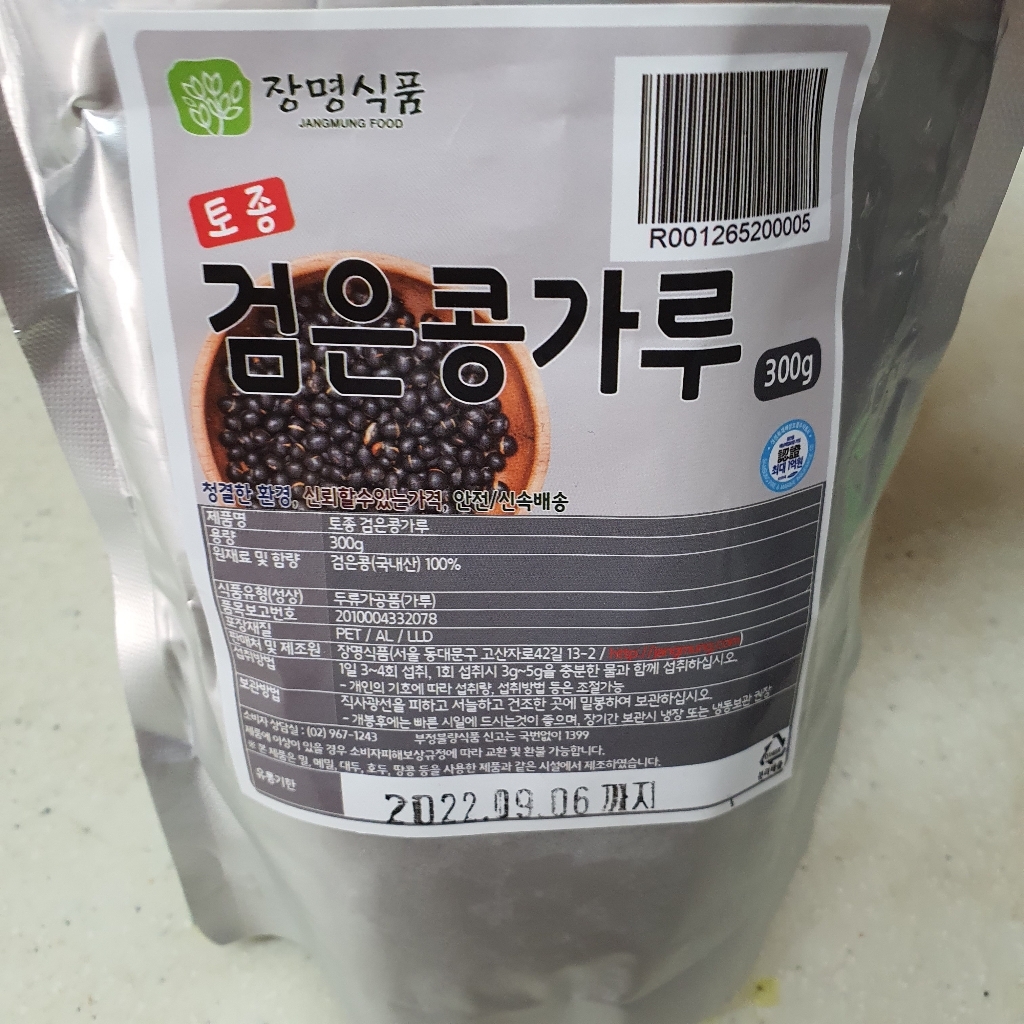 장명식품
JANGMUNG FOOD
R001265200005
토종
검은콩가루
300g
認證
최대 1억원
청결한 환경, 신뢰할수있는가격, 안전/신속배송
제품명 토종 검은콩가루
용량 300g
원재료 및 함량 검은콩(국내산) 100%
식품유형(성상) 두류가공품(가루)
품목보고번호 2010004332078
포장재질 PET / AL / LLD
판매처 및 제조원 장명식품(서울 동대문구 고산자로42길 13-2 /
섭취방법 1일 3~4회 섭취, 1회 섭취시 3g~5g을 충분한 물과 함께 섭취하십시오.
- 개인의 기호에 따라 섭취량, 섭취방법 등은 조절가능
보관방법 직사광선을 피하고 서늘하고 건조한 곳에 밀봉하여 보관하십시오.
- 개봉후에는 빠른 시일에 드시는것이 좋으며, 장기간 보관시 냉장 또는 냉동보관 권장
소비자 상담실 : (02) 967-1243 부정불량식품 신고는 국번없이 1399
제품에 이상이 있을 경우 소비자피해보상규정에 따라 교환 및 환불 가능합니다.
※ 본 제품은 밀, 메밀, 대두, 호두, 땅콩 등을 사용한 제품과 같은 시설에서 제조하였습니다.
유통기한 2022.09.06 까지